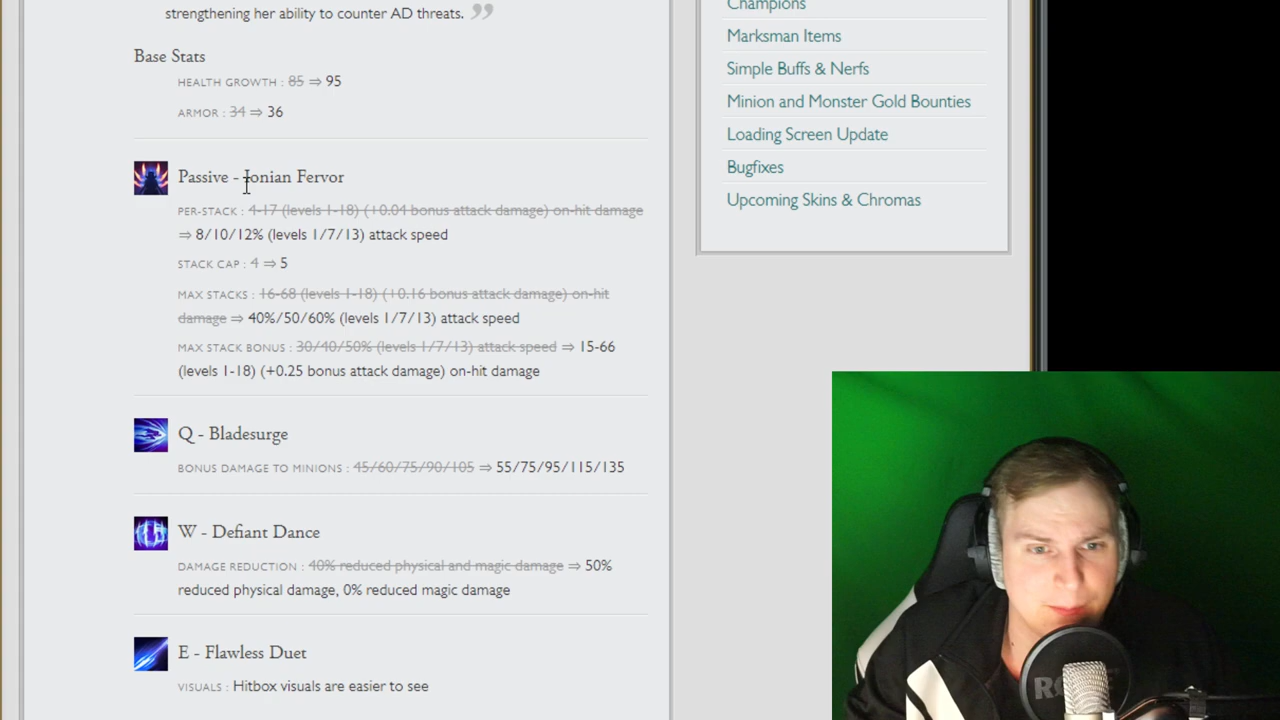 strengthening her ability to counter AD threats.
Champions
Marksman Items
Simple Buffs & Nerfs
Minion and Monster Gold Bounties
Loading Screen Update
Bugfixes
Upcoming Skins & Chromas
Base Stats
HEALTH GROWTH : 85 ⇒ 95
ARMOR : 34 ⇒ 36
Passive - Ionian Fervor
PER-STACK : 4-17 (levels 1-18) (+0.04 bonus attack damage) on-hit damage
⇒ 8/10/12% (levels 1/7/13) attack speed
STACK CAP : 4 ⇒ 5
MAX STACKS : 16-68 (levels 1-18) (+0.16 bonus attack damage) on-hit
damage ⇒ 40%/50/60% (levels 1/7/13) attack speed
MAX STACK BONUS : 30/40/50% (levels 1/7/13) attack speed ⇒ 15-66
(levels 1-18) (+0.25 bonus attack damage) on-hit damage
Q - Bladesurge
BONUS DAMAGE TO MINIONS : 45/60/75/90/105 ⇒ 55/75/95/115/135
W - Defiant Dance
DAMAGE REDUCTION : 40% reduced physical and magic damage ⇒ 50%
reduced physical damage, 0% reduced magic damage
E - Flawless Duet
VISUALS : Hitbox visuals are easier to see